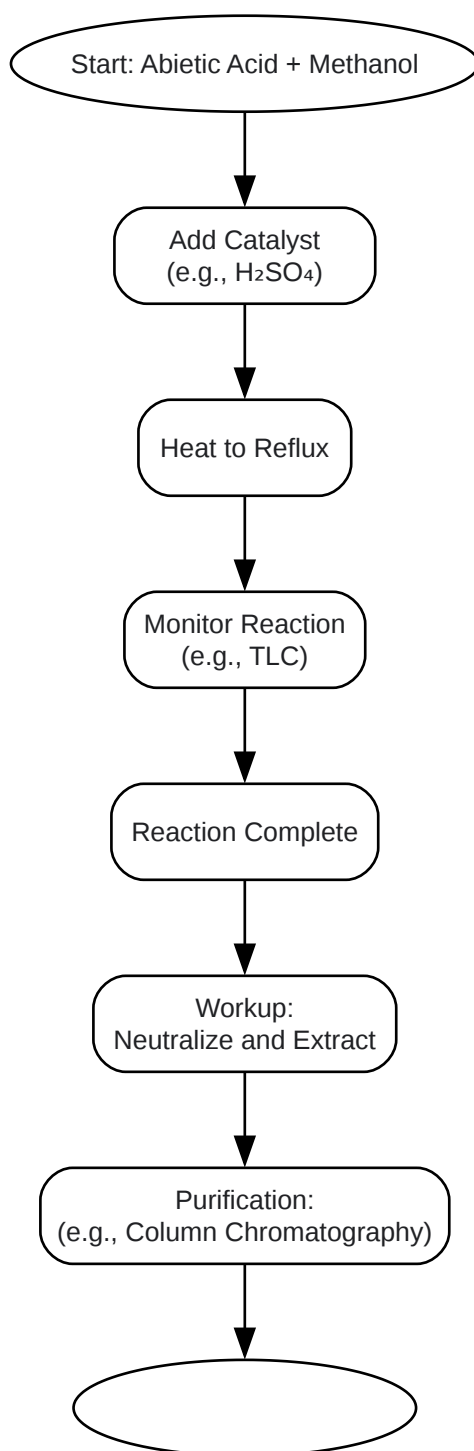 Start: Abietic Acid + Methanol
Add Catalyst
(e.g., H₂SO₄)
Heat to Reflux
Monitor Reaction
(e.g., TLC)
Reaction Complete
Workup:
Neutralize and Extract
Purification:
(e.g., Column Chromatography)